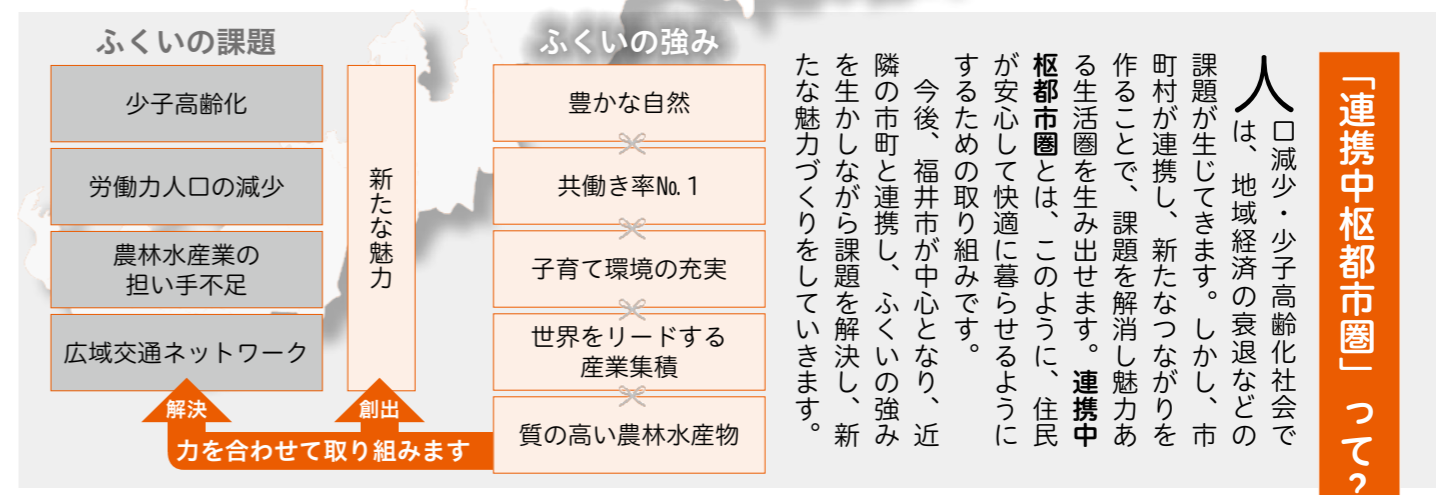 「連携中枢都市圏」って?
人口減少・少子高齢化社会で
は、地域経済の衰退などの
課題が生じてきます。しかし、市
町村が連携し、新たなつながりを
作ることで、課題を解消し魅力あ
る生活圏を生み出せます。連携中
枢都市圏とは、このように、住民
が安心して快適に暮らせるように
するための取り組みです。
今後、福井市が中心となり、近
隣の市町と連携し、ふくいの強み
を生かしながら課題を解決し、新
たな魅力づくりをしていきます。
ふくいの強み
豊かな自然
共働き率№1
子育て環境の充実
世界をリードする
産業集積
質の高い農林水産物
新たな魅力
ふくいの課題
少子高齢化
労働力人口の減少
農林水産業の
担い手不足
広域交通ネットワーク
解決
創出
力を合わせて取り組みます